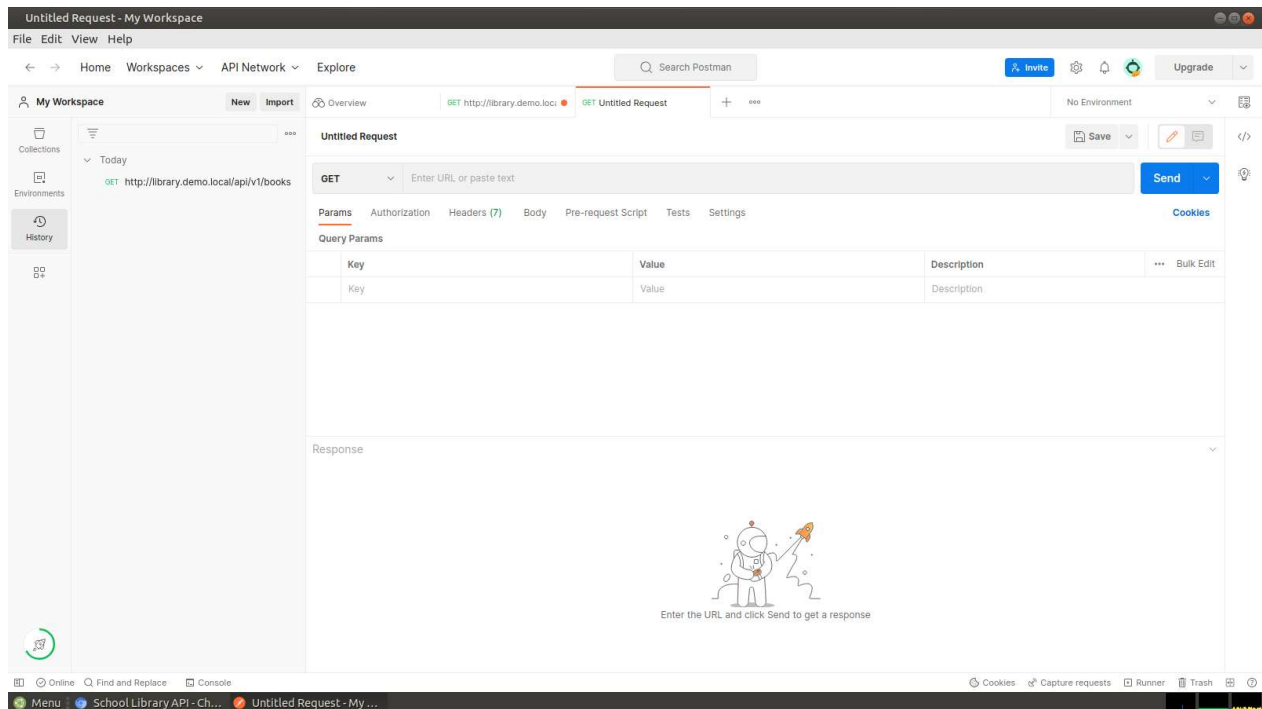 Untitled Request - My Workspace
File Edit View Help
Home Workspaces API Network Explore Search Postman Invite Upgrade
My Workspace New Import Overview GET http://library.demo.loc GET Untitled Request No Environment
Collections
Untitled Request Save
Today
GET http://library.demo.local/api/v1/books
Environments
GET Enter URL or paste text Send
History
Params Authorization Headers (7) Body Pre-request Script Tests Settings Cookies
Query Params
Key Value Description Bulk Edit
Key Value Description
Response
Enter the URL and click Send to get a response
Online Find and Replace Console Cookies Capture requests Runner Trash
Menu School Library API - Ch... Untitled Request - My ...